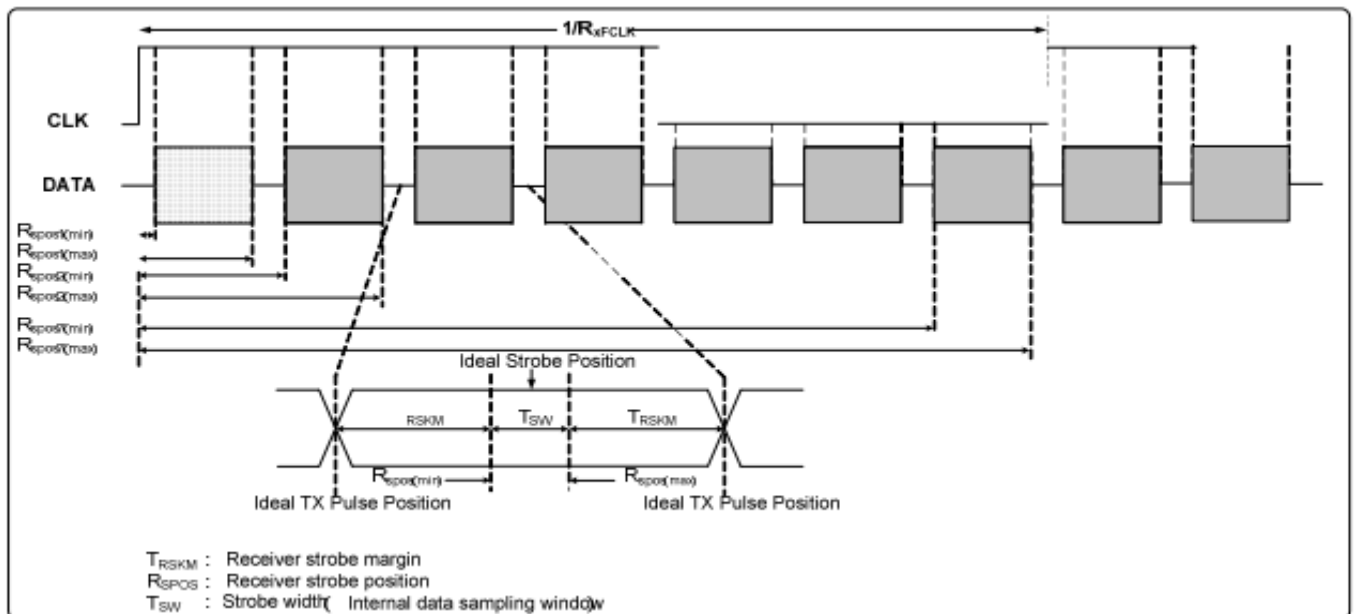 1/RxFCLK
CLK
DATA
Rspos1(min)
Rspos1(max)
Rspos2(min)
Rspos2(max)
Rspos7(min)
Rspos7(max)
Ideal Strobe Position
RSKM TSW TRSKM
Rspos(min) Rspos(max)
Ideal TX Pulse Position Ideal TX Pulse Position
TRSKM : Receiver strobe margin
RSPOS : Receiver strobe position
TSW : Strobe width( Internal data sampling window)